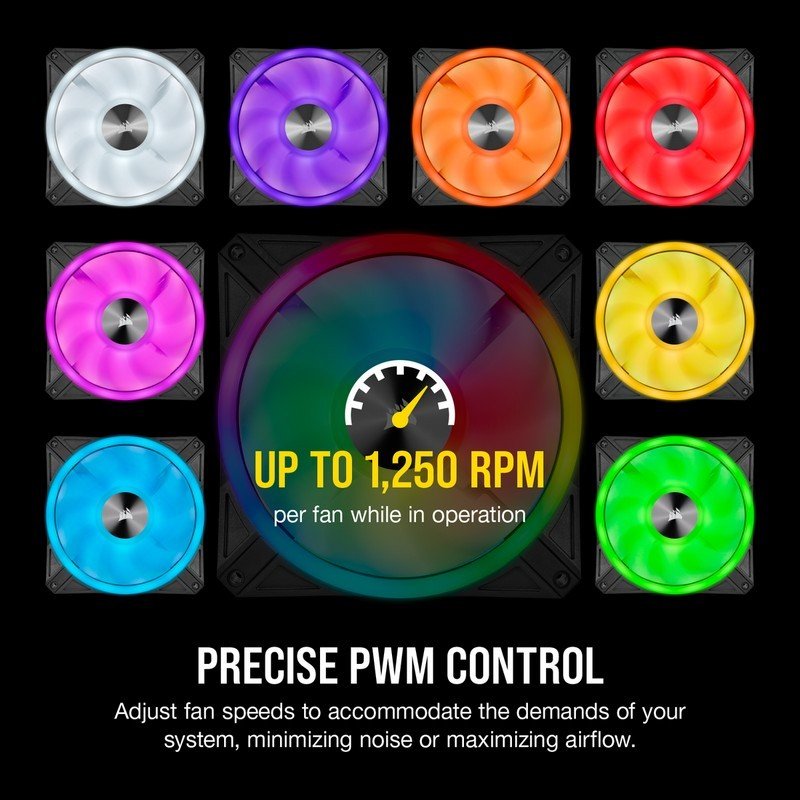 UP TO 1,250 RPM
per fan while in operation
PRECISE PWM CONTROL
Adjust fan speeds to accommodate the demands of your
system, minimizing noise or maximizing airflow.